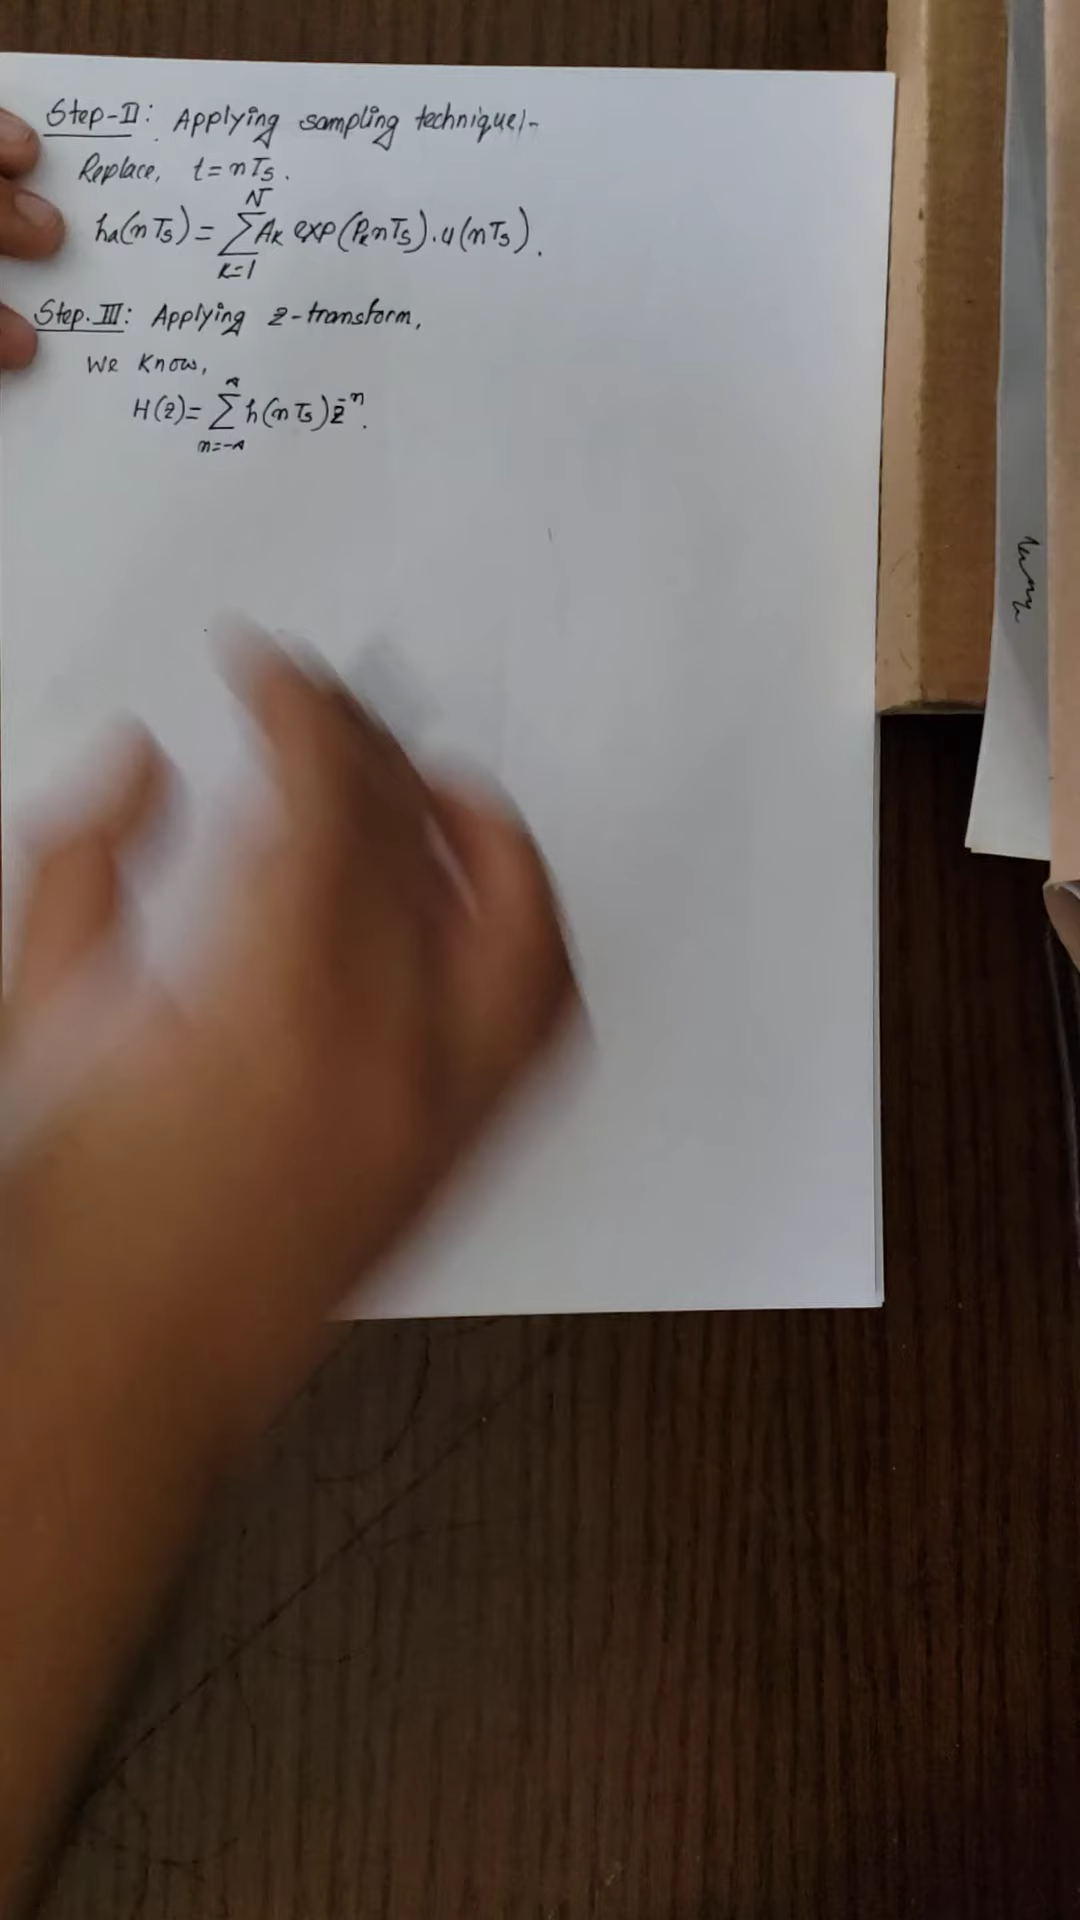 Step-II: Applying sampling technique:-
Replace, t = nTs.
ha(nTs) = N∑k=1 Ak exp(PknTs).u(nTs).
Step.III: Applying z-transform,
We Know,
H(z) = ∞∑n=-∞ h(nTs)z^-n.